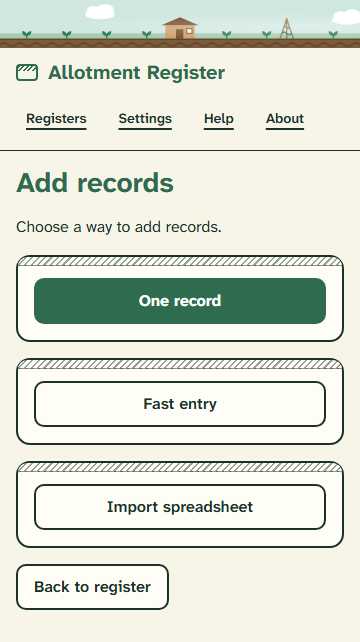 Allotment Register
Registers Settings Help About
Add records
Choose a way to add records.
One record
Fast entry
Import spreadsheet
Back to register